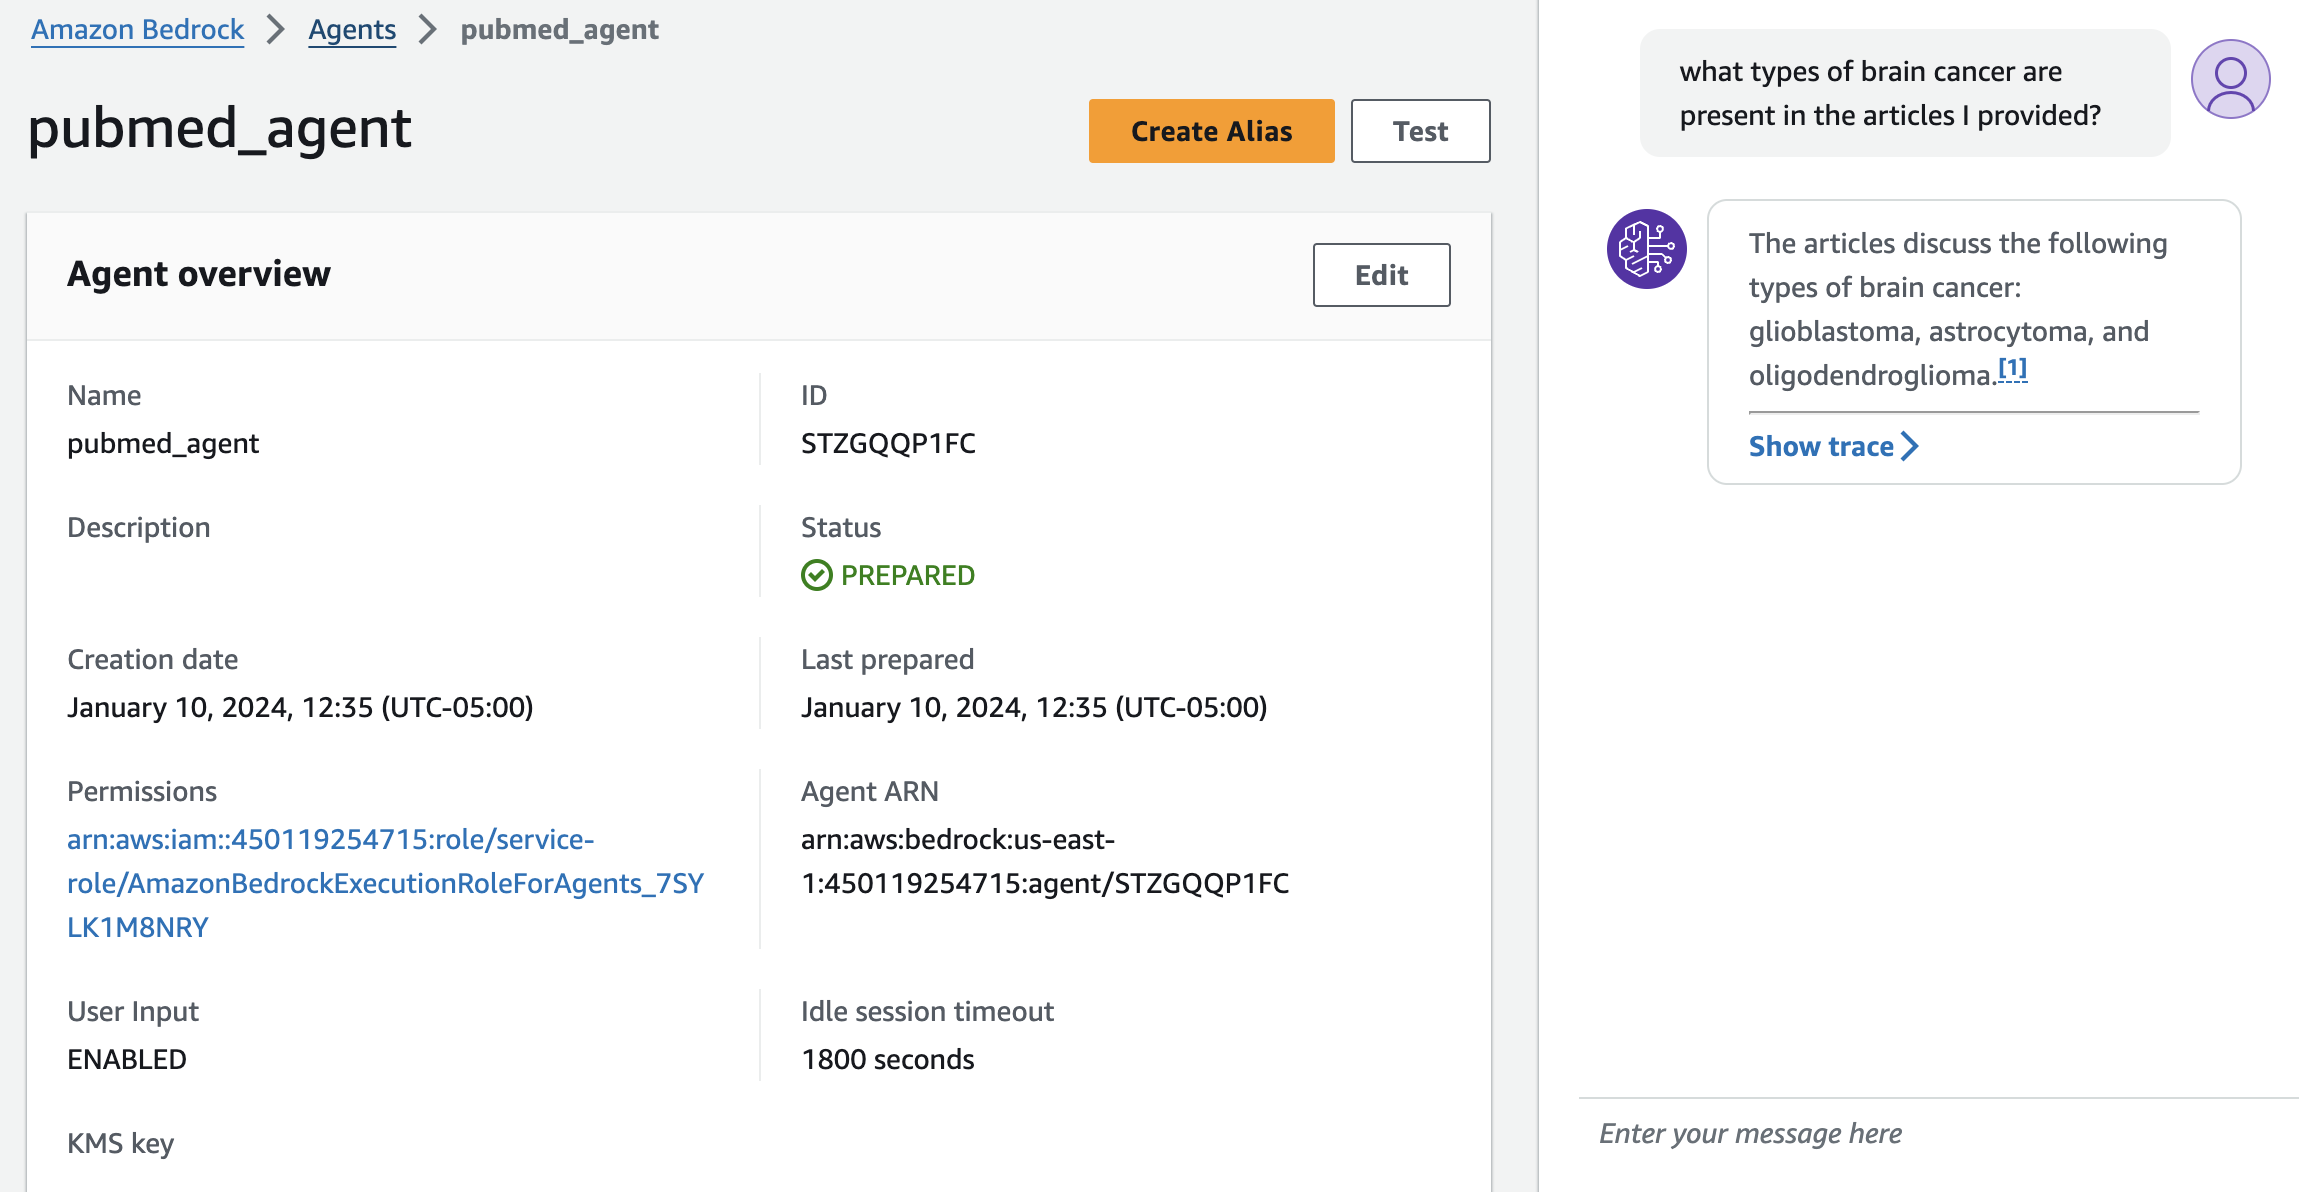 Amazon Bedrock > Agents > pubmed_agent
pubmed_agent
Create Alias
Test
Agent overview
Edit
Name
pubmed_agent
ID
STZGQQP1FC
Description
Status
PREPARED
Creation date
January 10, 2024, 12:35 (UTC-05:00)
Last prepared
January 10, 2024, 12:35 (UTC-05:00)
Permissions
arn:aws:iam::450119254715:role/service-
role/AmazonBedrockExecutionRoleForAgents_7SY
LK1M8NRY
Agent ARN
arn:aws:bedrock:us-east-
1:450119254715:agent/STZGQQP1FC
User Input
ENABLED
Idle session timeout
1800 seconds
KMS key
what types of brain cancer are
present in the articles I provided?
The articles discuss the following
types of brain cancer:
glioblastoma, astrocytoma, and
oligodendroglioma.[1]
Show trace
Enter your message here